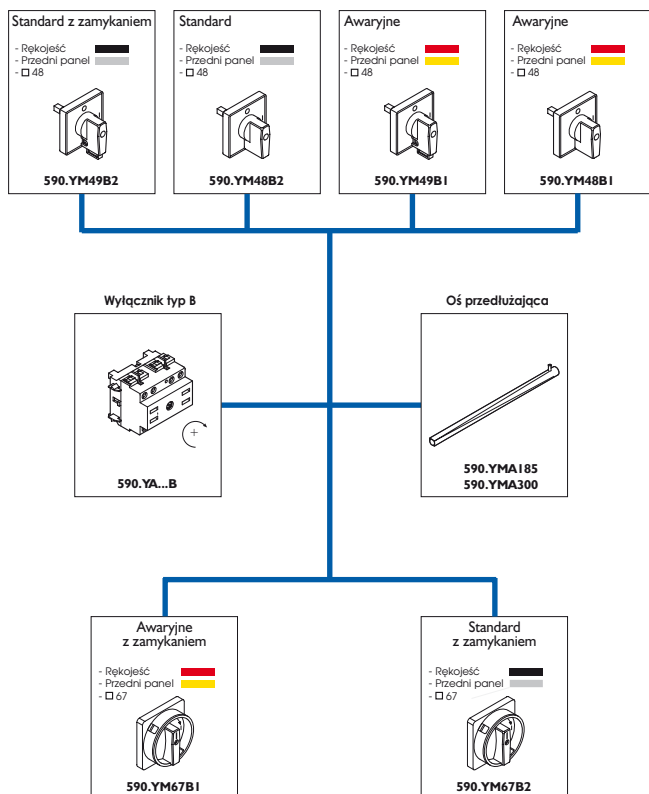 Standard z zamykaniem
- Rękojeść
- Przedni panel
- □ 48
590.YM49B2
Standard
- Rękojeść
- Przedni panel
- □ 48
590.YM48B2
Awaryjne
- Rękojeść
- Przedni panel
- □ 48
590.YM49B1
Awaryjne
- Rękojeść
- Przedni panel
- □ 48
590.YM48B1
Wyłącznik typ B
590.YA...B
Oś przedłużająca
590.YMA185
590.YMA300
Awaryjne
z zamykaniem
- Rękojeść
- Przedni panel
- □ 67
590.YM67B1
Standard
z zamykaniem
- Rękojeść
- Przedni panel
- □ 67
590.YM67B2